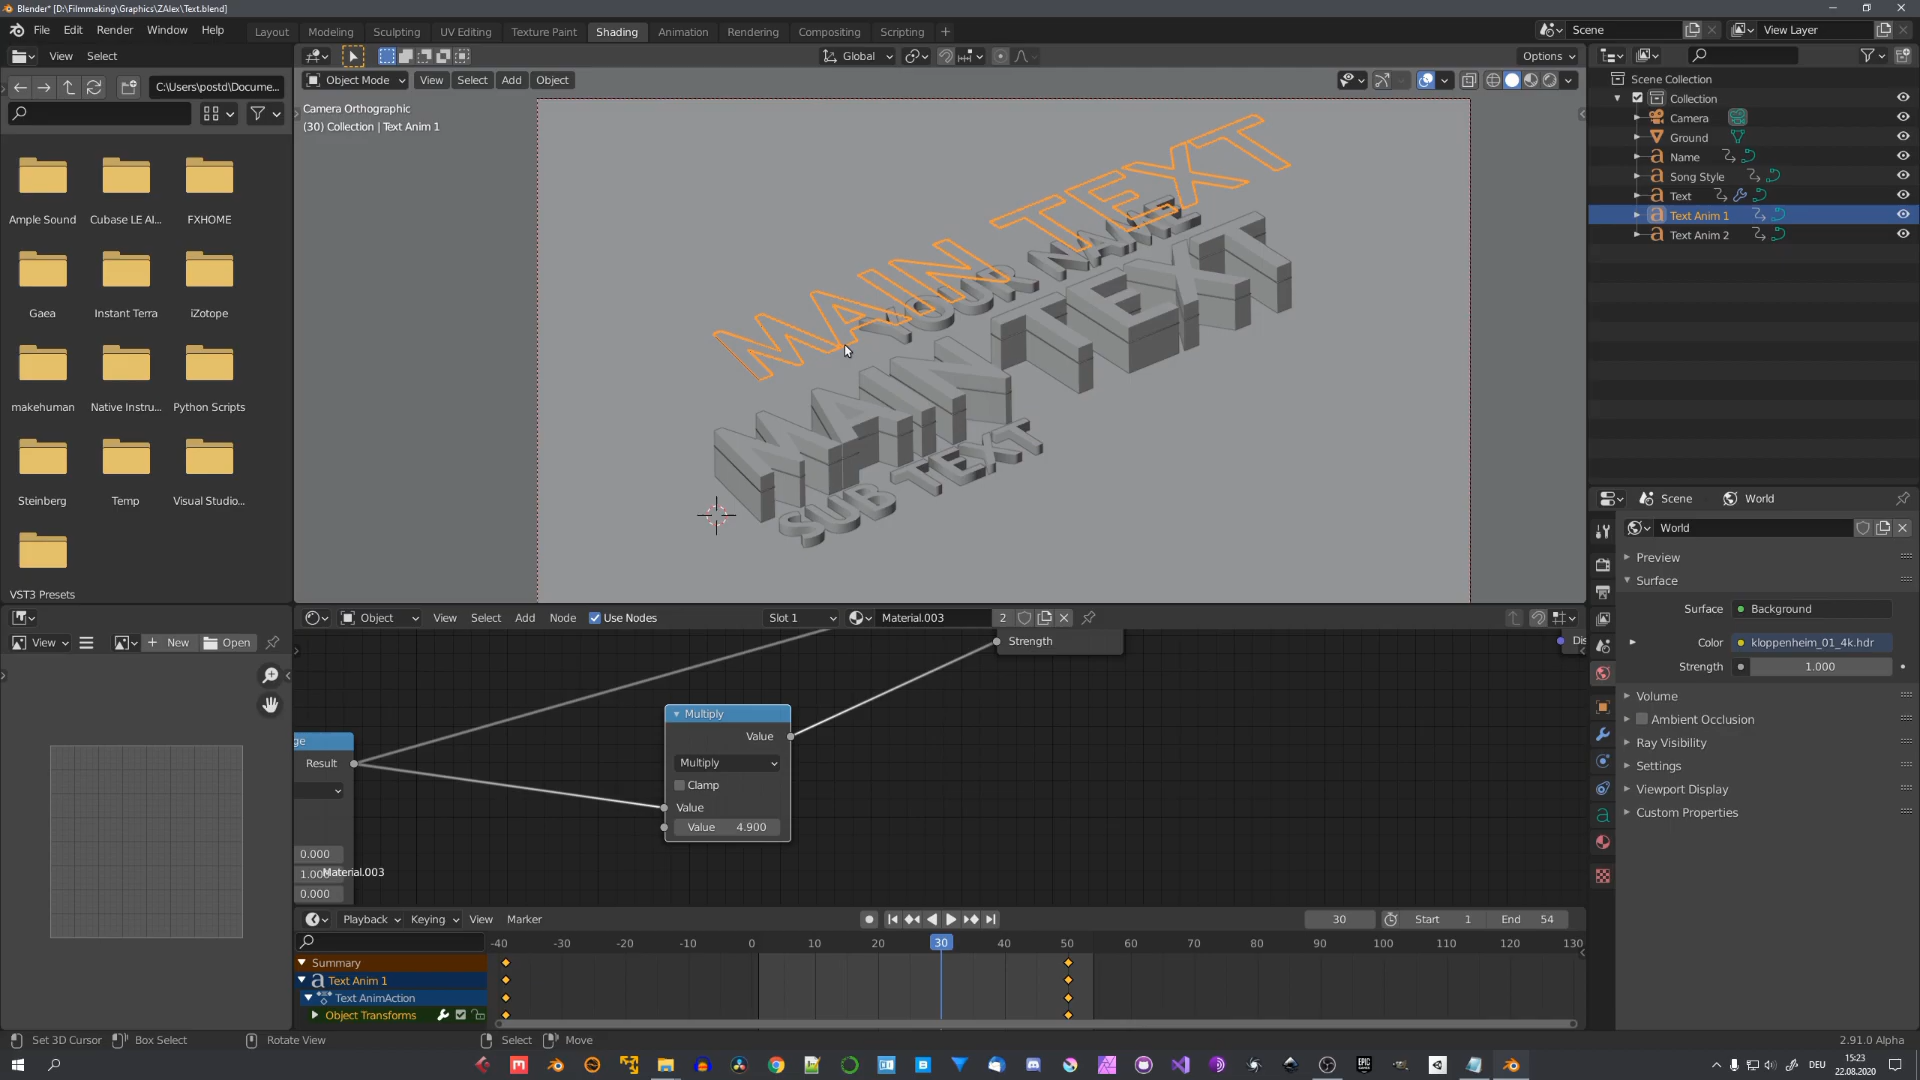 Blender* [D:\Filmmaking\Graphics\ZAlex\Text.blend]
File Edit Render Window Help Layout Modeling Sculpting UV Editing Texture Paint Shading Animation Rendering Compositing Scripting + Scene View Layer
View Select Global Options
C:\Users\postd\Docume... Object Mode View Select Add Object
Camera Orthographic
(30) Collection | Text Anim 1
Ample Sound Cubase LE AI... FXHOME
Gaea Instant Terra iZotope
makehuman Native Instru... Python Scripts
Steinberg Temp Visual Studio...
VST3 Presets
MAIN TEXT
YOUR NAME
MAIN TEXT
SUB TEXT
Scene Collection
Collection
Camera
Ground
Name
Song Style
Text
Text Anim 1
Text Anim 2
Scene World
World
Preview
Surface
Surface Background
Color kloppenheim_01_4k.hdr
Strength 1.000
Volume
Ambient Occlusion
Ray Visibility
Settings
Viewport Display
Custom Properties
View + New Open
Object View Select Add Node Use Nodes Slot 1 Material.003 2
Strength
Dis
Multiply
Value
Multiply
Clamp
Value
Value 4.900
ge
Result
0.000
1.000
0.000
Material.003
Playback Keying View Marker 30 Start 1 End 54
-40 -30 -20 -10 0 10 20 30 40 50 60 70 80 90 100 110 120 130
Summary
Text Anim 1
Text AnimAction
Object Transforms
Set 3D Cursor Box Select Rotate View Select Move 2.91.0 Alpha
DEU 15:23
22.08.2020